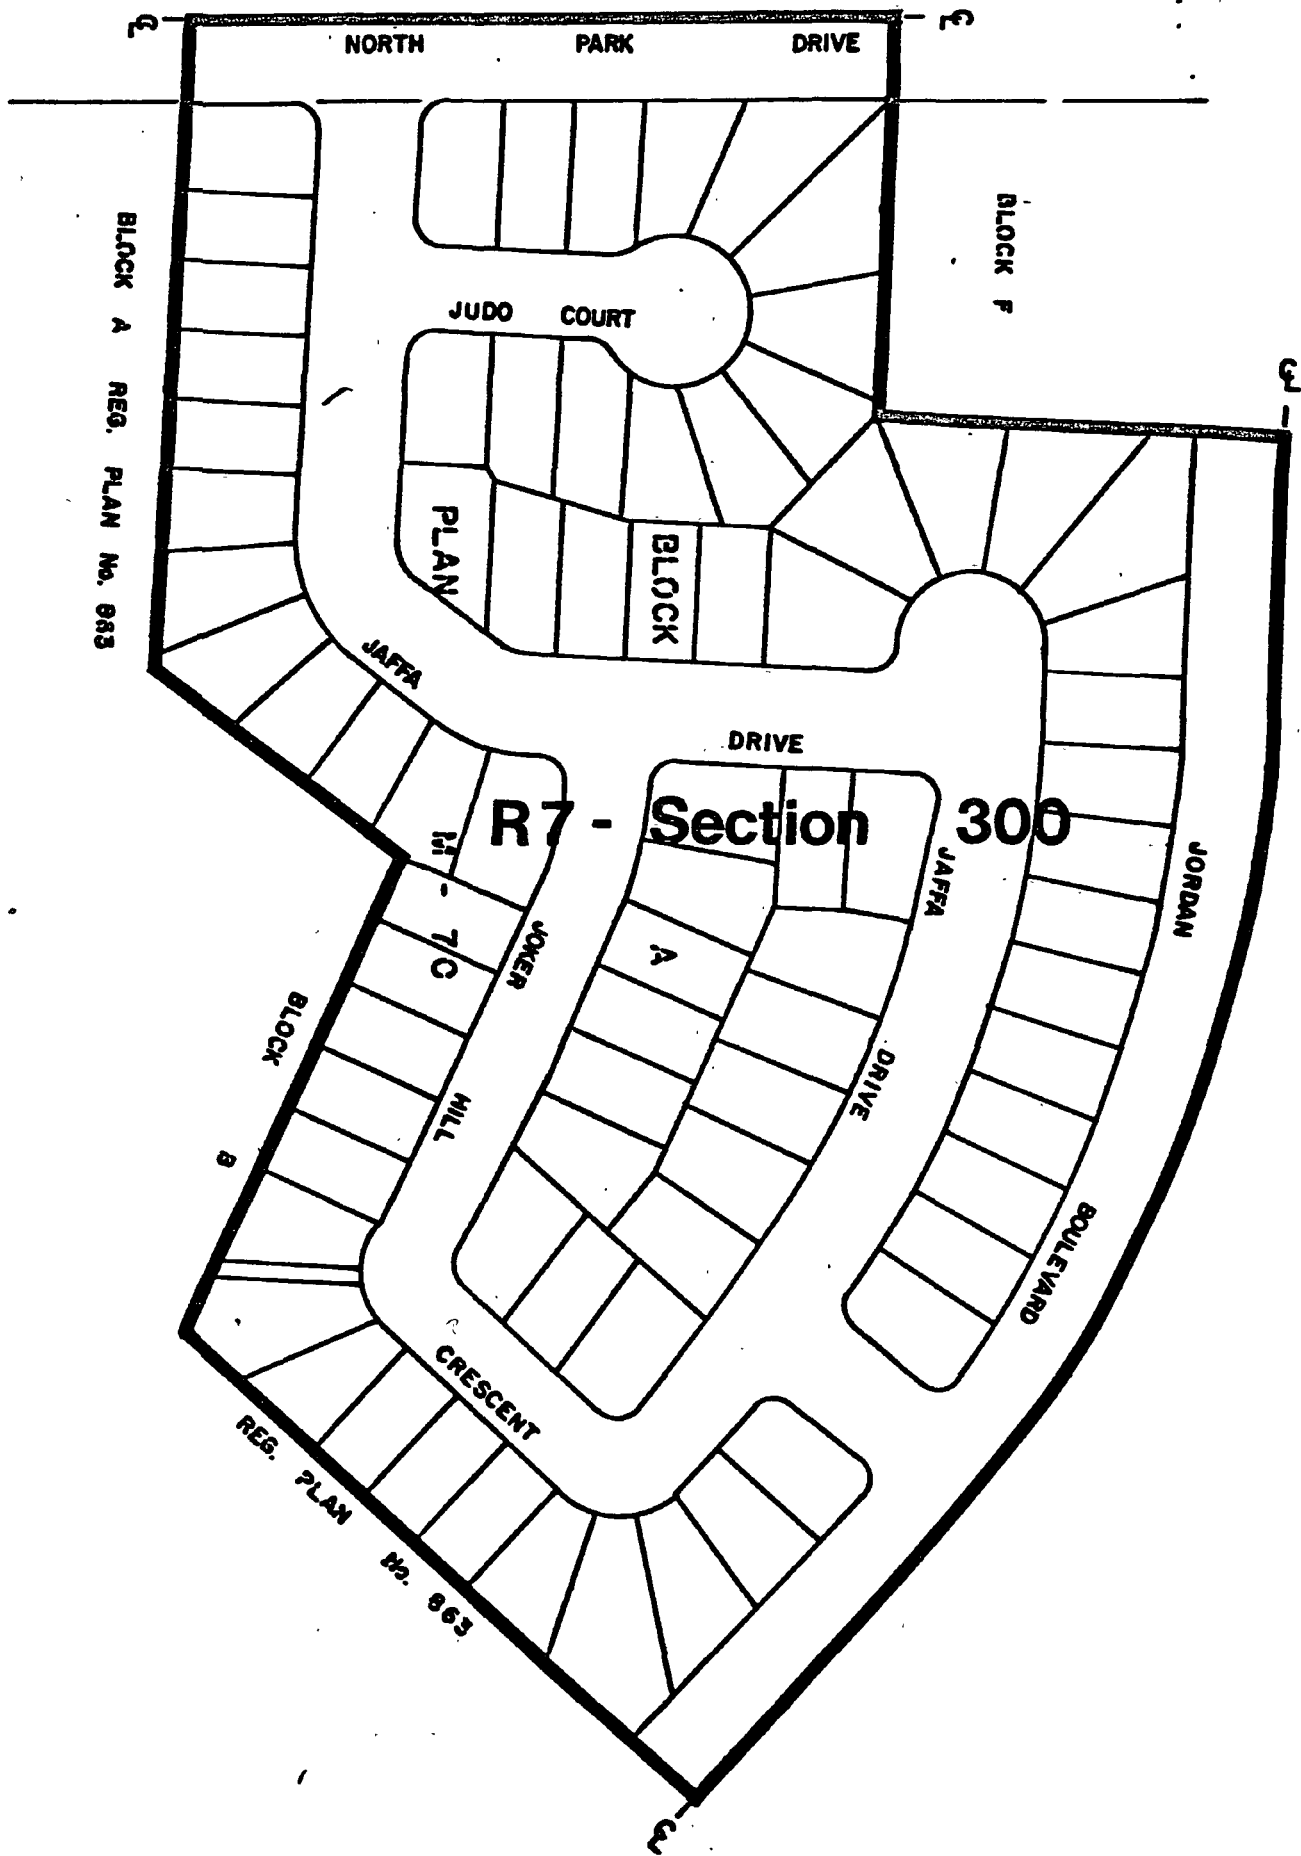 NORTH PARK DRIVE
BLOCK F
BLOCK A REG. PLAN No. 863
JUDO COURT
PLAN
M - 7C
BLOCK
A
JAFFA
DRIVE
R7 - Section 300
JAFFA
DRIVE
JORDAN
BOULEVARD
JOKER
HILL
CRESCENT
BLOCK
B
REG. PLAN No. 863